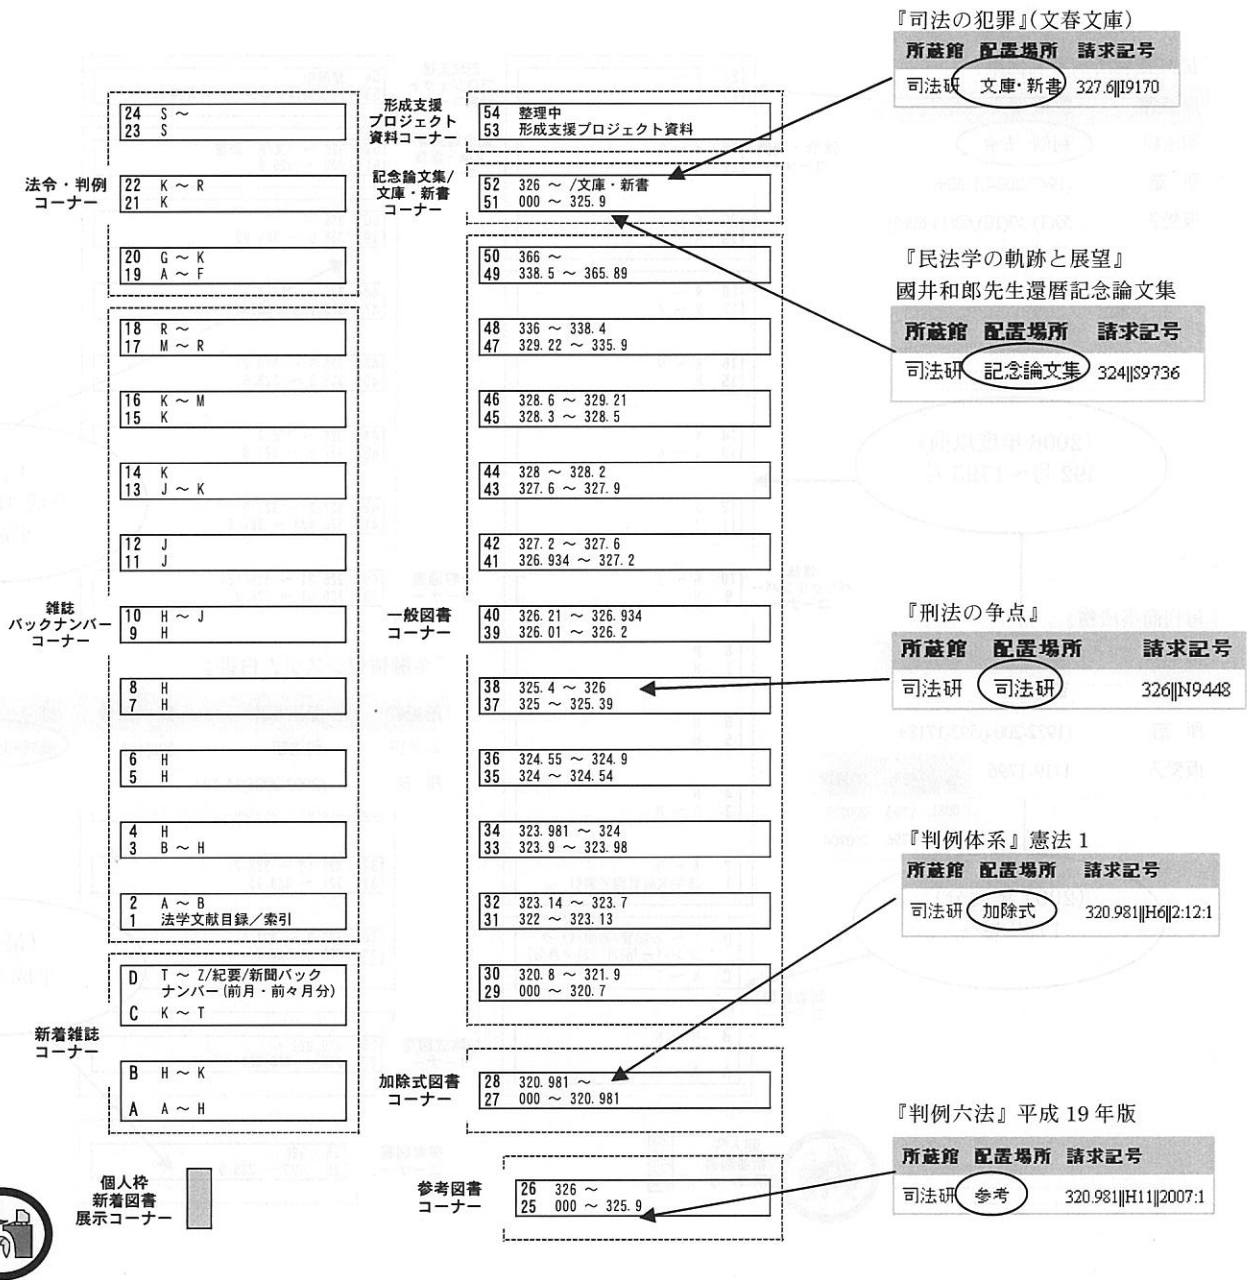 『司法の犯罪』(文春文庫)
所蔵館 配置場所 請求記号
司法研 文庫・新書 327.6||I9170
24 S ～
23 S
法令・判例
コーナー
22 K ～ R
21 K
20 G ～ K
19 A ～ F
18 R ～
17 M ～ R
16 K ～ M
15 K
14 K
13 J ～ K
12 J
11 J
雑誌
バックナンバー
コーナー
10 H ～ J
9 H
8 H
7 H
6 H
5 H
4 H
3 B ～ H
2 A ～ B
1 法学文献目録／索引
D T ～ Z/紀要/新聞バック
ナンバー(前月・前々月分)
C K ～ T
新着雑誌
コーナー
B H ～ K
A A ～ H
個人枠
新着図書
展示コーナー
形成支援
プロジェクト
資料コーナー
54 整理中
53 形成支援プロジェクト資料
記念論文集/
文庫・新書
コーナー
52 326 ～ /文庫・新書
51 000 ～ 325.9
50 366 ～
49 338.5 ～ 365.89
48 336 ～ 338.4
47 329.22 ～ 335.9
46 328.6 ～ 329.21
45 328.3 ～ 328.5
44 328 ～ 328.2
43 327.6 ～ 327.9
42 327.2 ～ 327.6
41 326.934 ～ 327.2
一般図書
コーナー
40 326.21 ～ 326.934
39 326.01 ～ 326.2
38 325.4 ～ 326
37 325 ～ 325.39
36 324.55 ～ 324.9
35 324 ～ 324.54
34 323.981 ～ 324
33 323.9 ～ 323.98
32 323.14 ～ 323.7
31 322 ～ 323.13
30 320.8 ～ 321.9
29 000 ～ 320.7
加除式図書
コーナー
28 320.981 ～
27 000 ～ 320.981
参考図書
コーナー
26 326 ～
25 000 ～ 325.9
『民法学の軌跡と展望』
國井和郎先生還暦記念論文集
所蔵館 配置場所 請求記号
司法研 記念論文集 324||S9736
『刑法の争点』
所蔵館 配置場所 請求記号
司法研 司法研 326||N9448
『判例体系』憲法 1
所蔵館 配置場所 請求記号
司法研 加除式 320.981||H6||2:12:1
『判例六法』平成 19 年版
所蔵館 配置場所 請求記号
司法研 参考 320.981||H11||2007:1